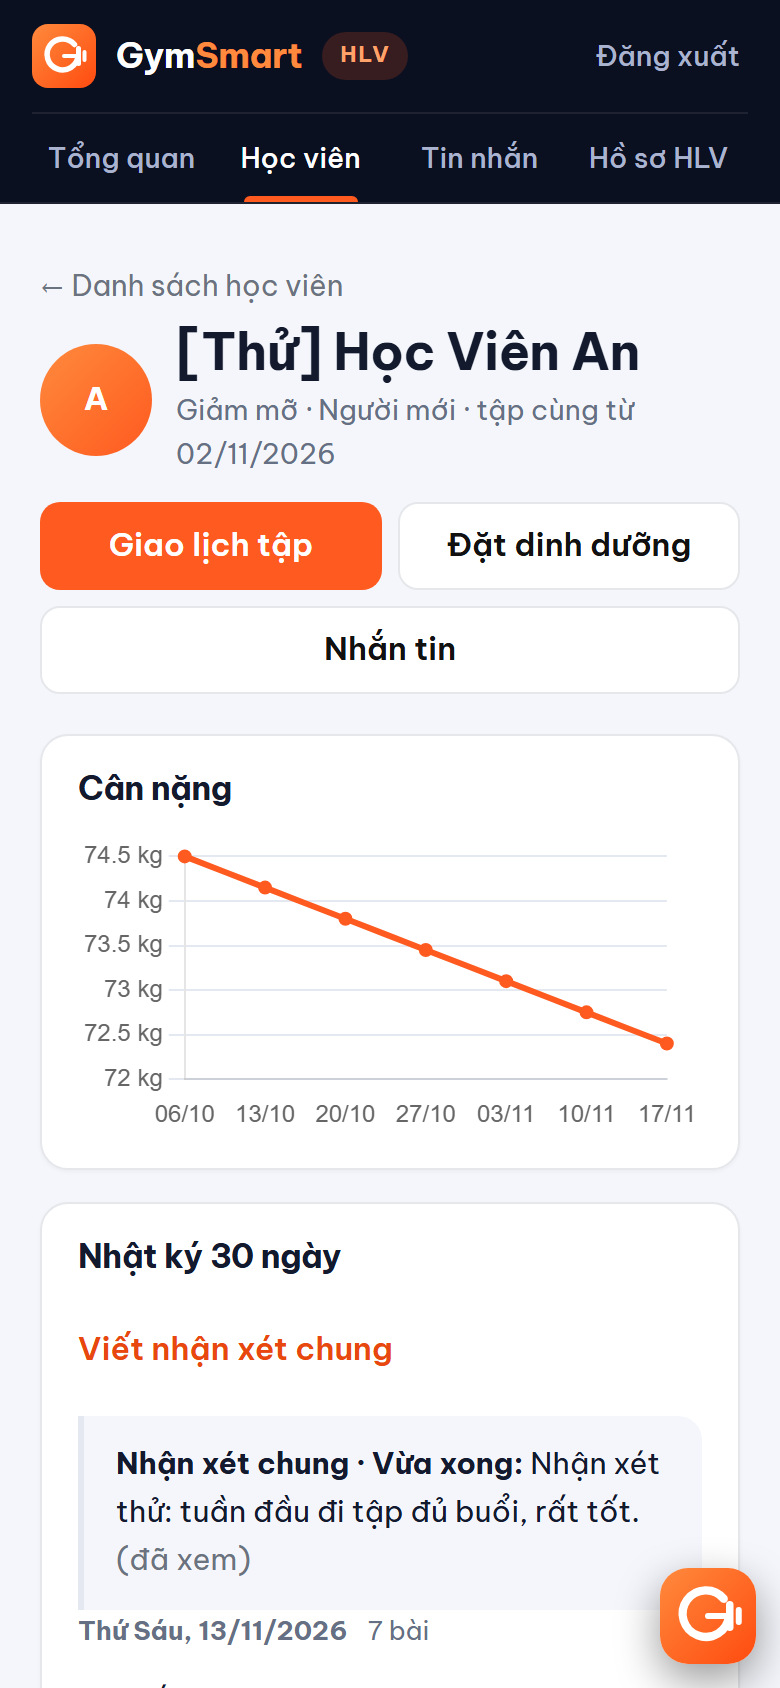 GymSmart HLV Đăng xuất
Tổng quan Học viên Tin nhắn Hồ sơ HLV
← Danh sách học viên
A
[Thử] Học Viên An
Giảm mỡ · Người mới · tập cùng từ
02/11/2026
Giao lịch tập Đặt dinh dưỡng
Nhắn tin
Cân nặng
74.5 kg
74 kg
73.5 kg
73 kg
72.5 kg
72 kg
06/10 13/10 20/10 27/10 03/11 10/11 17/11
Nhật ký 30 ngày
Viết nhận xét chung
Nhận xét chung · Vừa xong: Nhận xét
thử: tuần đầu đi tập đủ buổi, rất tốt.
(đã xem)
Thứ Sáu, 13/11/2026 7 bài